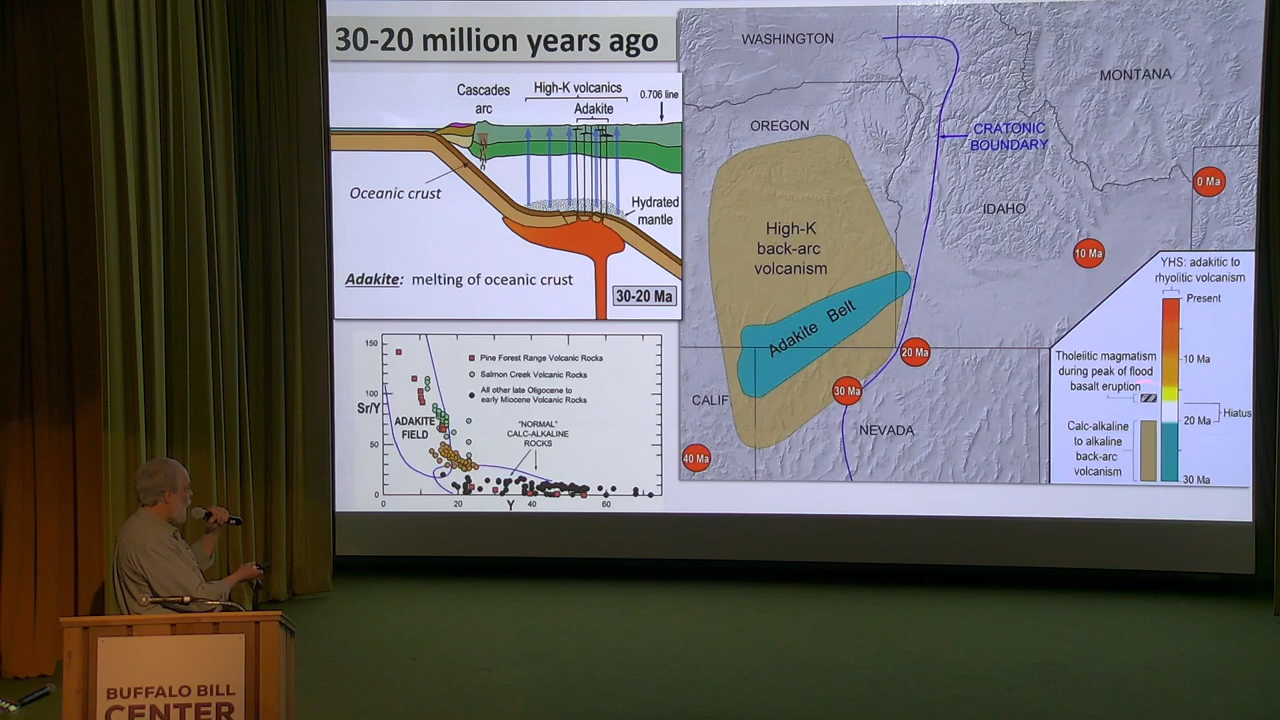 30-20 million years ago
Cascades
arc
High-K volcanics
Adakite
0.706 line
Oceanic crust
Hydrated
mantle
Adakite: melting of oceanic crust
30-20 Ma
150
100
50
0
Sr/Y
0
20
40
60
Y
Pine Forest Range Volcanic Rocks
Salmon Creek Volcanic Rocks
All other late Oligocene to
early Miocene Volcanic Rocks
ADAKITE
FIELD
"NORMAL"
CALC-ALKALINE
ROCKS
WASHINGTON
MONTANA
OREGON
CRATONIC
BOUNDARY
IDAHO
High-K
back-arc
volcanism
Adakite Belt
CALIF
NEVADA
0 Ma
10 Ma
20 Ma
30 Ma
40 Ma
YHS: adakitic to
rhyolitic volcanism
Present
10 Ma
20 Ma
30 Ma
Hiatus
Tholeiitic magmatism
during peak of flood
basalt eruption
Calc-alkaline
to alkaline
back-arc
volcanism
BUFFALO BILL
CENTER